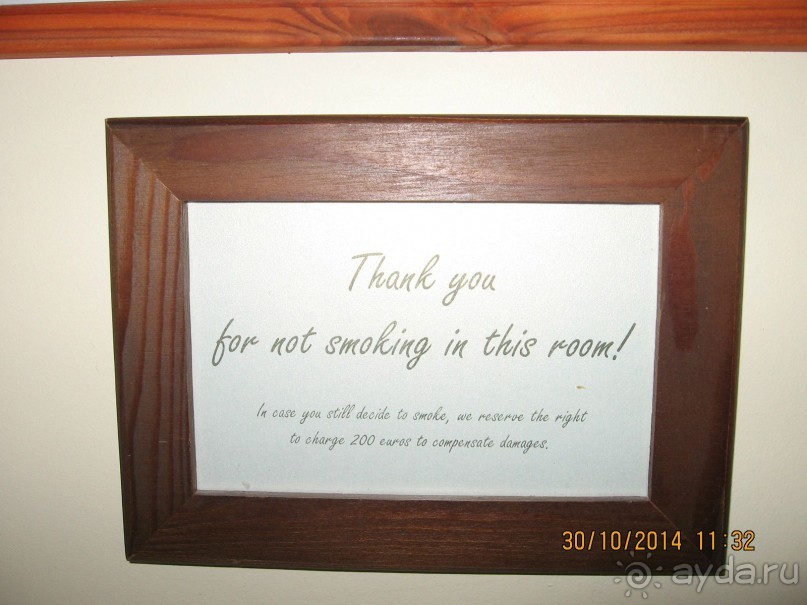 Thank you
for not smoking in this room!
In case you still decide to smoke, we reserve the right
to charge 200 euros to compensate damages.
30/10/2014 11:32
ayda.ru